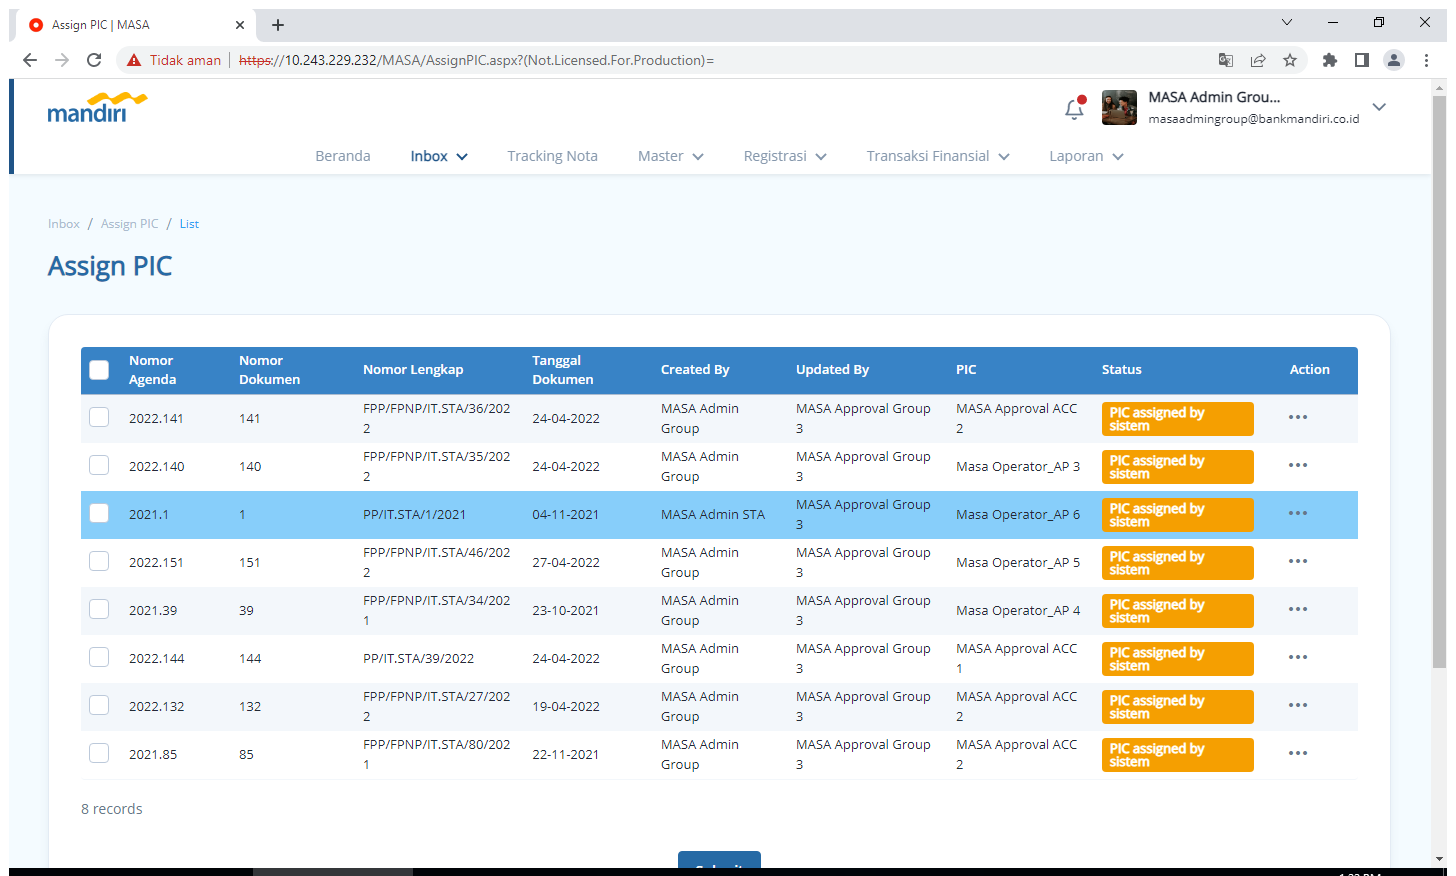 Assign PIC | MASA
Tidak aman
https://10.243.229.232/MASA/AssignPIC.aspx?(Not.Licensed.For.Production)=
mandiri
MASA Admin Grou...
masaadmingroup@bankmandiri.co.id
Beranda Inbox Tracking Nota Master Registrasi Transaksi Finansial Laporan
Inbox / Assign PIC / List
Assign PIC
Nomor Agenda Nomor Dokumen Nomor Lengkap Tanggal Dokumen Created By Updated By PIC Status Action
2022.141 141 FPP/FPNP/IT.STA/36/2022 24-04-2022 MASA Admin Group MASA Approval Group 3 MASA Approval ACC 2 PIC assigned by sistem
2022.140 140 FPP/FPNP/IT.STA/35/2022 24-04-2022 MASA Admin Group MASA Approval Group 3 Masa Operator_AP 3 PIC assigned by sistem
2021.1 1 PP/IT.STA/1/2021 04-11-2021 MASA Admin STA MASA Approval Group 3 Masa Operator_AP 6 PIC assigned by sistem
2022.151 151 FPP/FPNP/IT.STA/46/2022 27-04-2022 MASA Admin Group MASA Approval Group 3 Masa Operator_AP 5 PIC assigned by sistem
2021.39 39 FPP/FPNP/IT.STA/34/2021 23-10-2021 MASA Admin Group MASA Approval Group 3 Masa Operator_AP 4 PIC assigned by sistem
2022.144 144 PP/IT.STA/39/2022 24-04-2022 MASA Admin Group MASA Approval Group 3 MASA Approval ACC 1 PIC assigned by sistem
2022.132 132 FPP/FPNP/IT.STA/27/2022 19-04-2022 MASA Admin Group MASA Approval Group 3 MASA Approval ACC 2 PIC assigned by sistem
2021.85 85 FPP/FPNP/IT.STA/80/2021 22-11-2021 MASA Admin Group MASA Approval Group 3 MASA Approval ACC 2 PIC assigned by sistem
8 records